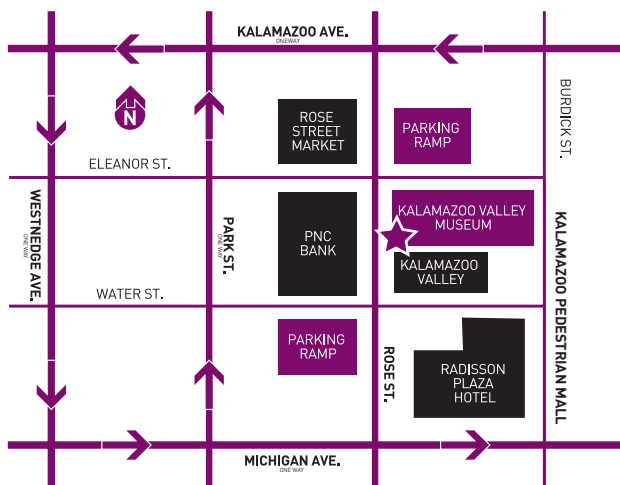 KALAMAZOO AVE.
ONEWAY
N
ROSE
STREET
MARKET
PARKING
RAMP
BURDICK ST.
ELEANOR ST.
WESTNEDGE AVE.
ONE WAY
PARK ST.
ONE WAY
PNC
BANK
KALAMAZOO VALLEY
MUSEUM
KALAMAZOO
VALLEY
KALAMAZOO PEDESTRIAN MALL
WATER ST.
PARKING
RAMP
ROSE ST.
RADISSON
PLAZA
HOTEL
MICHIGAN AVE.
ONE WAY